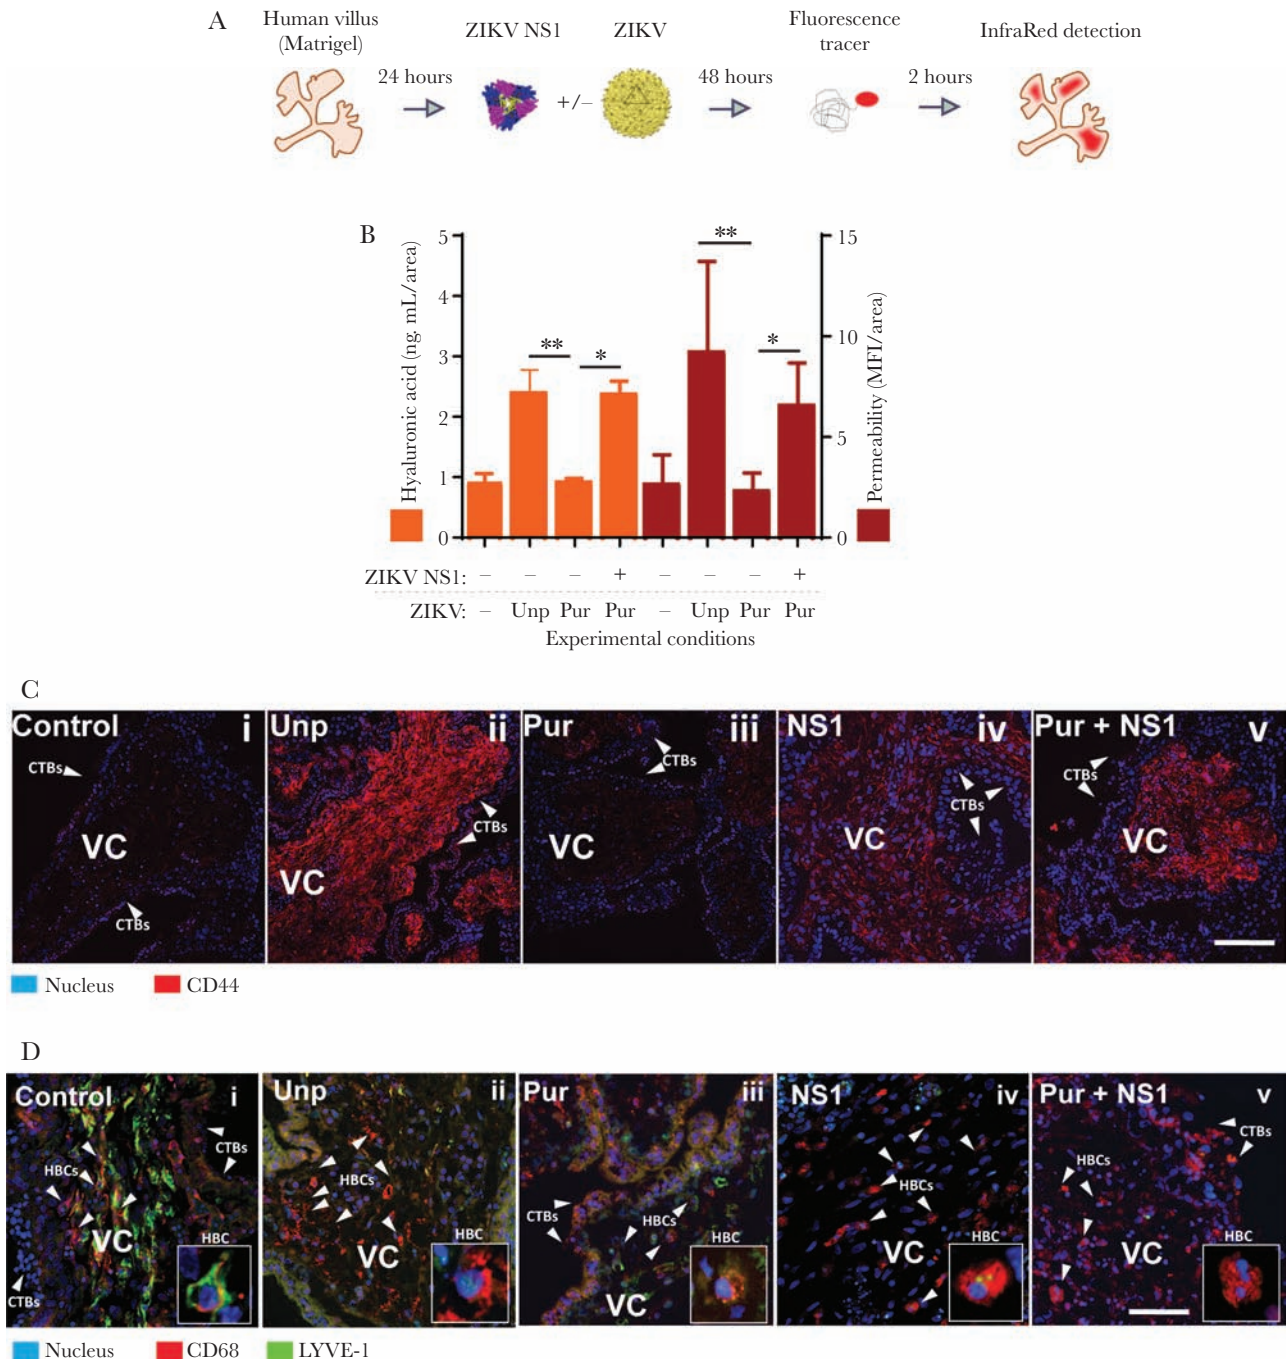 A
Human villus
(Matrigel)
ZIKV NS1
ZIKV
Fluorescence
tracer
InfraRed detection
24 hours
+/–
48 hours
2 hours
B
Hyaluronic acid (ng. mL/area)
5
4
3
2
1
0
**
*
**
*
15
10
5
0
Permeability (MFI/area)
ZIKV NS1: – – – + – – – +
ZIKV: – Unp Pur Pur – Unp Pur Pur
Experimental conditions
C
Control i
CTBs
VC
CTBs
Unp ii
CTBs
VC
Pur iii
CTBs
VC
NS1 iv
CTBs
VC
Pur + NS1 v
CTBs
VC
Nucleus CD44
D
Control i
CTBs
HBCs
VC
HBC
CTBs
Unp ii
HBCs
VC
HBC
Pur iii
CTBs
HBCs
HBC
VC
NS1 iv
HBCs
VC
HBC
Pur + NS1 v
CTBs
HBCs
VC
HBC
Nucleus CD68 LYVE-1